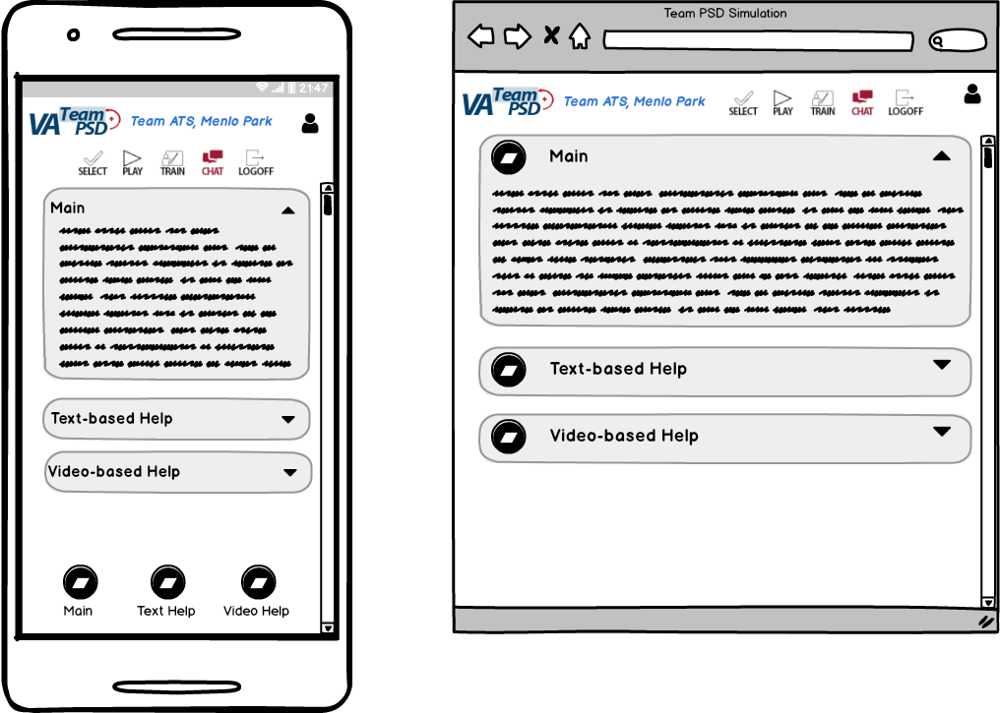 21:47
VA Team PSD
Team ATS, Menlo Park
SELECT PLAY TRAIN CHAT LOGOFF
Main
Text-based Help
Video-based Help
Main Text Help Video Help
Team PSD Simulation
VA Team PSD
Team ATS, Menlo Park
SELECT PLAY TRAIN CHAT LOGOFF
Main
Text-based Help
Video-based Help